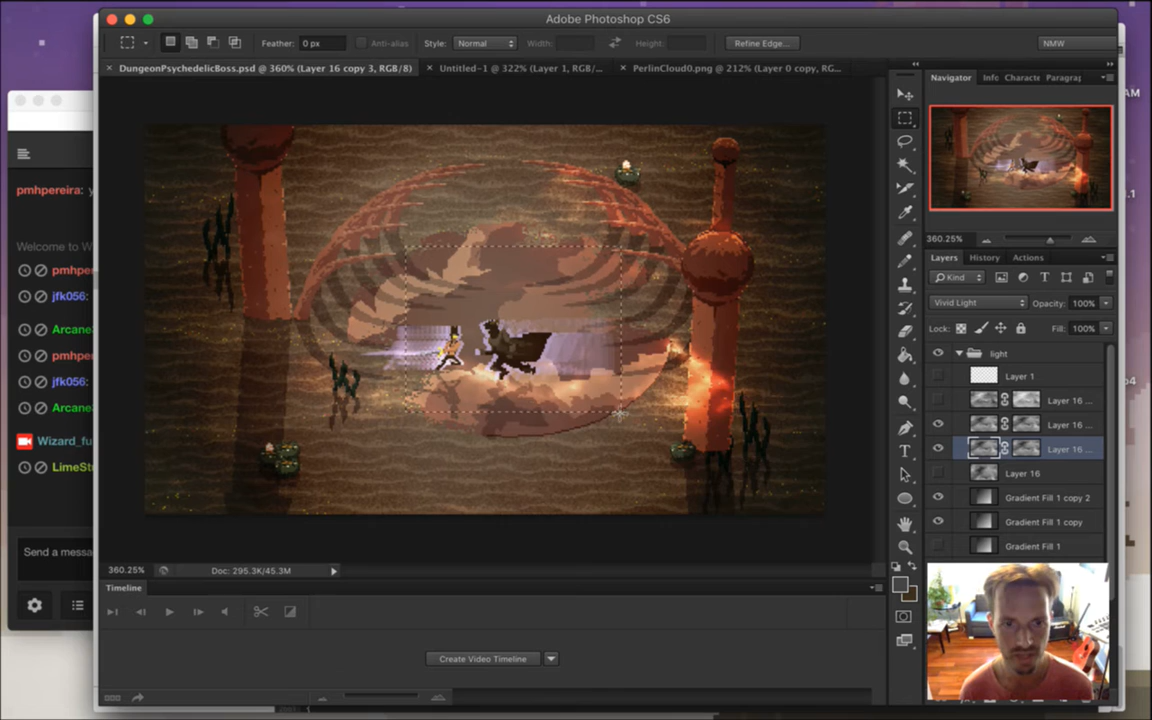 Adobe Photoshop CS6
Feather: 0 px
Anti-alias
Style: Normal
Width:
Height:
Refine Edge...
NMW
DungeonPsychedelicBoss.psd @ 360% (Layer 16 copy 3, RGB/8)
Untitled-1 @ 322% (Layer 1, RGB/...
PerlinCloud0.png @ 212% (Layer 0 copy, RG...
Navigator
Info
Characte
Paragraph
AM
pmhpereira:
Welcome to
pmhpe
jfk056:
Arcane
pmhpe
jfk056:
Arcane
Wizard_fu
LimeSt
Send a messa
360.25%
Layers
History
Actions
Kind
Vivid Light
Opacity: 100%
Lock:
Fill: 100%
light
Layer 1
Layer 16 ...
Layer 16 ...
Layer 16 ...
Layer 16
Gradient Fill 1 copy 2
Gradient Fill 1 copy
Gradient Fill 1
360.25%
Doc: 295.3K/45.3M
Timeline
Create Video Timeline